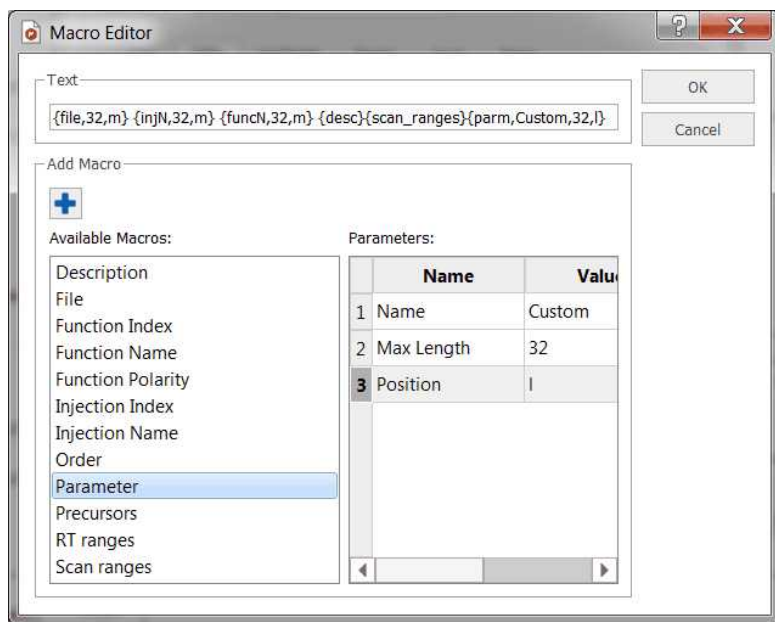 Macro Editor
Text
{file,32,m} {injN,32,m} {funcN,32,m} {desc}{scan_ranges}{parm,Custom,32,l}
OK
Cancel
Add Macro
Available Macros:
Parameters:
Description
File
Function Index
Function Name
Function Polarity
Injection Index
Injection Name
Order
Parameter
Precursors
RT ranges
Scan ranges
Name Valu
1 Name Custom
2 Max Length 32
3 Position l